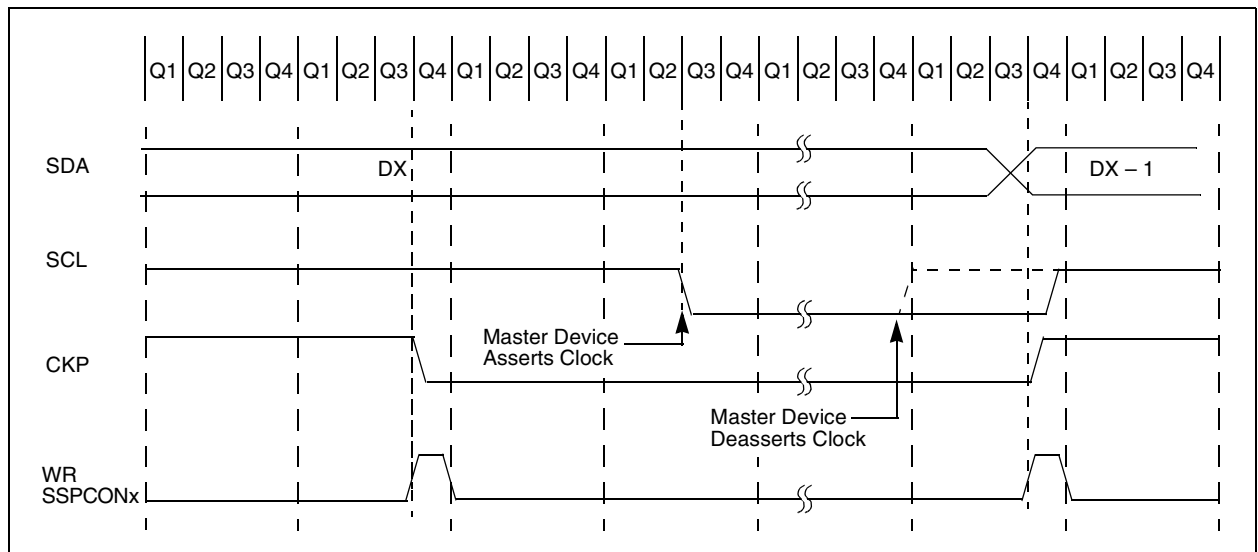 Q1 Q2 Q3 Q4 Q1 Q2 Q3 Q4 Q1 Q2 Q3 Q4 Q1 Q2 Q3 Q4 Q1 Q2 Q3 Q4 Q1 Q2 Q3 Q4 Q1 Q2 Q3 Q4
SDA
DX
DX – 1
SCL
Master Device
Asserts Clock
CKP
Master Device
Deasserts Clock
WR
SSPCONx